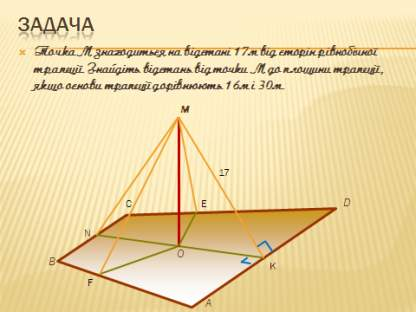 ЗАДАЧА
Точка М знаходиться на відстані 17м від сторін рівнобічної
трапеції. Знайдіть відстань від точки М до площини трапеції,
якщо основи трапеції дорівнюють 16м і 30м.
M
17
C
E
D
N
O
B
K
F
A